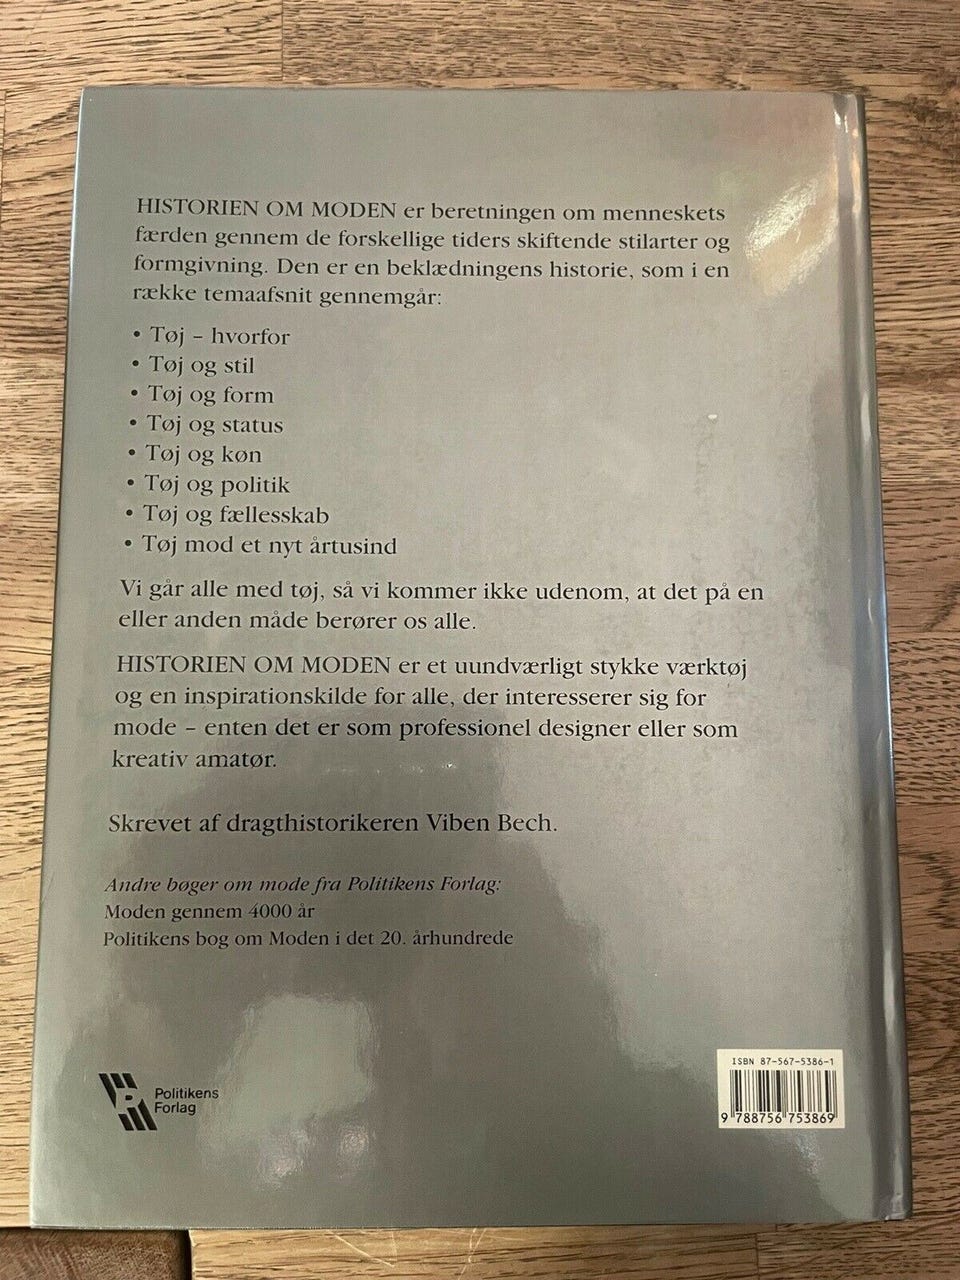 HISTORIEN OM MODEN er beretningen om menneskets
færden gennem de forskellige tiders skiftende stilarter og
formgivning. Den er en beklædningens historie, som i en
række temaafsnit gennemgår:
• Tøj – hvorfor
• Tøj og stil
• Tøj og form
• Tøj og status
• Tøj og køn
• Tøj og politik
• Tøj og fællesskab
• Tøj mod et nyt årtusind
Vi går alle med tøj, så vi kommer ikke udenom, at det på en
eller anden måde berører os alle.
HISTORIEN OM MODEN er et uundværligt stykke værktøj
og en inspirationskilde for alle, der interesserer sig for
mode – enten det er som professionel designer eller som
kreativ amatør.
Skrevet af dragthistorikeren Viben Bech.
Andre bøger om mode fra Politikens Forlag:
Moden gennem 4000 år
Politikens bog om Moden i det 20. århundrede
Politikens
Forlag
ISBN 87-567-5386-1
9 788756 753869